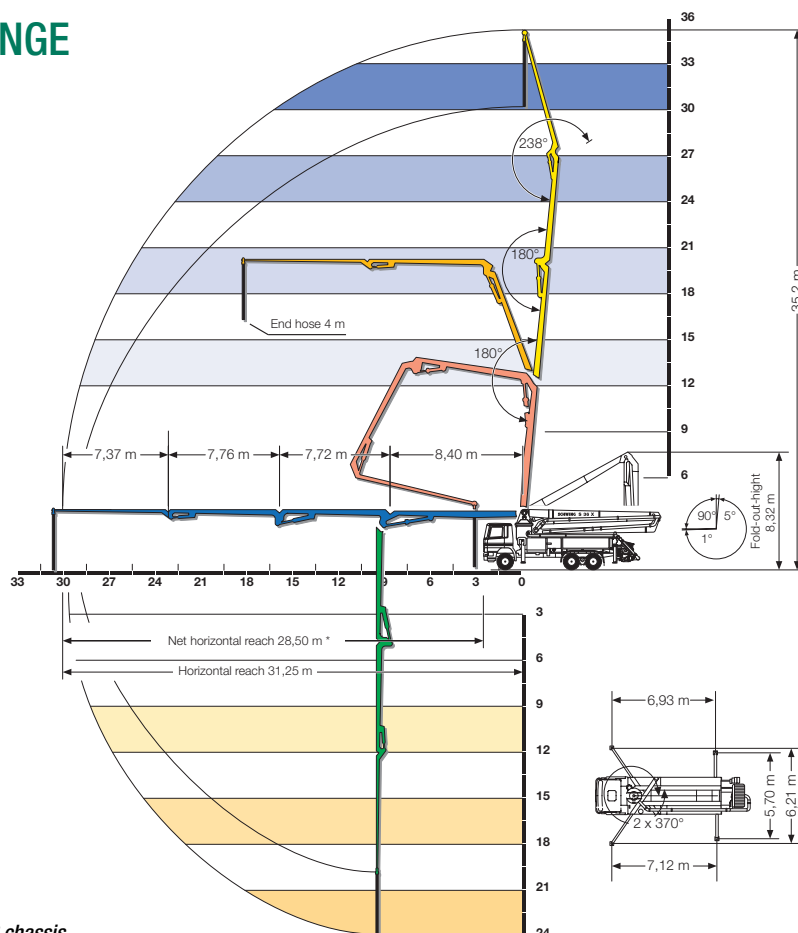 NGE
36
33
30
27
24
21
18
15
12
9
6
238°
180°
180°
End hose 4 m
35,2 m
7,37 m
7,76 m
7,72 m
8,40 m
Fold-out-hight
8,32 m
90°
5°
1°
33
30
27
24
21
18
15
12
9
6
3
0
3
6
9
12
15
18
21
24
Net horizontal reach 28,50 m *
Horizontal reach 31,25 m
6,93 m
5,70 m
6,21 m
2 x 370°
7,12 m
chassis